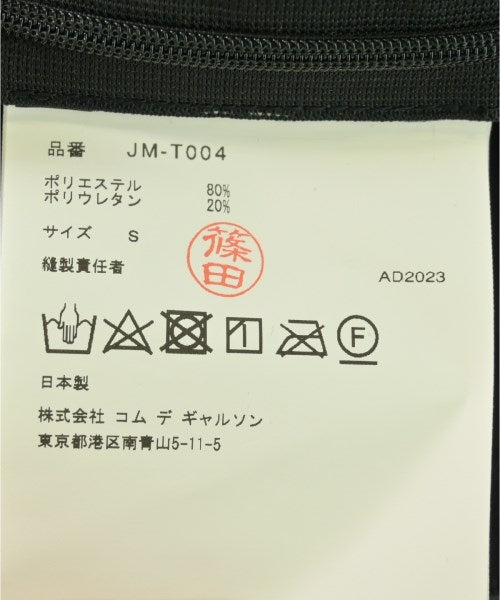 品番 JM-T004
ポリエステル 80%
ポリウレタン 20%
サイズ S
縫製責任者
篠田
AD2023
F
日本製
株式会社 コム デ ギャルソン
東京都港区南青山5-11-5